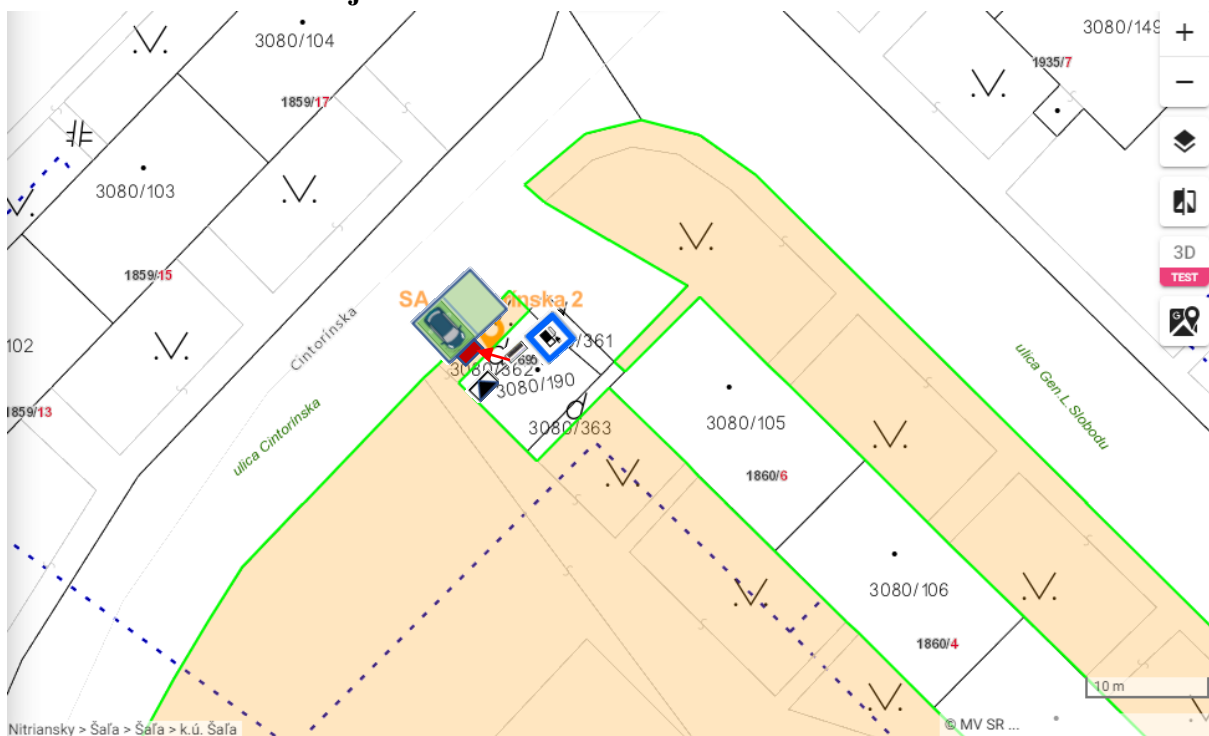 3080/104
3080/149
+
1935/7
1859/17
−
3080/103
3D
TEST
1859/15
SA
rínska 2
Cintorínska
/361
102
695
3080/362
3080/190
1859/13
ulica Cintorínska
3080/363
3080/105
ulica Gen. L. Slobodu
1860/6
3080/106
1860/4
10 m
Nitriansky > Šaľa > Šaľa > k.ú. Šaľa
© MV SR ...